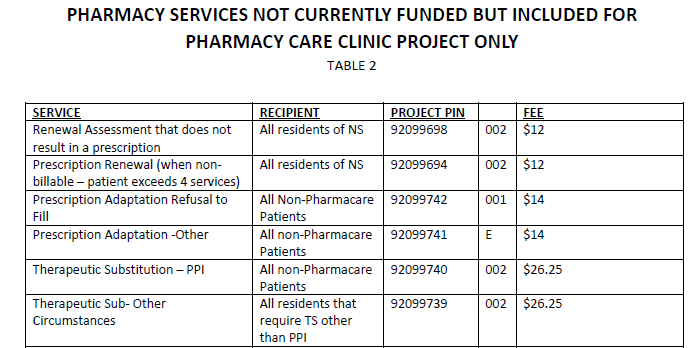 PHARMACY SERVICES NOT CURRENTLY FUNDED BUT INCLUDED FOR
PHARMACY CARE CLINIC PROJECT ONLY
TABLE 2
SERVICE RECIPIENT PROJECT PIN FEE
Renewal Assessment that does not All residents of NS 92099698 002 $12
result in a prescription
Prescription Renewal (when non- All residents of NS 92099694 002 $12
billable – patient exceeds 4 services)
Prescription Adaptation Refusal to All Non-Pharmacare 92099742 001 $14
Fill Patients
Prescription Adaptation -Other All non-Pharmacare 92099741 E $14
Patients
Therapeutic Substitution – PPI All non-Pharmacare 92099740 002 $26.25
Patients
Therapeutic Sub- Other All residents that 92099739 002 $26.25
Circumstances require TS other
than PPI